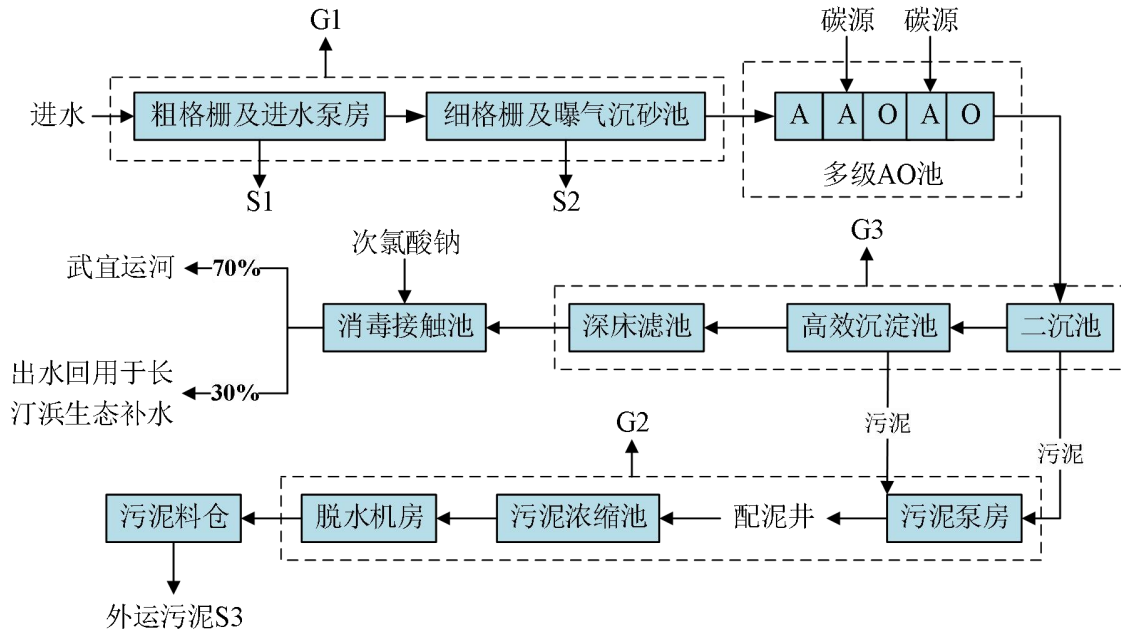 G1
碳源
碳源
进水
粗格栅及进水泵房
细格栅及曝气沉砂池
A
A
O
A
O
多级AO池
S1
S2
次氯酸钠
G3
武宜运河
70%
消毒接触池
深床滤池
高效沉淀池
二沉池
出水回用于长
汀浜生态补水
30%
G2
污泥
污泥
污泥料仓
脱水机房
污泥浓缩池
配泥井
污泥泵房
外运污泥S3